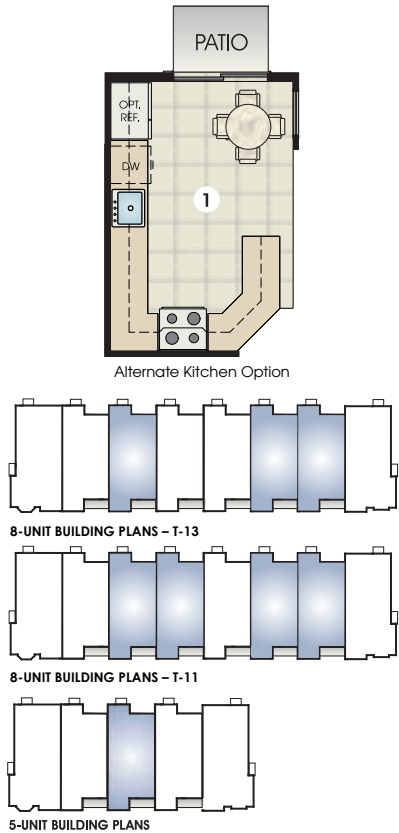 PATIO
OPT.
REF.
DW
1
Alternate Kitchen Option
8-UNIT BUILDING PLANS – T-13
8-UNIT BUILDING PLANS – T-11
5-UNIT BUILDING PLANS